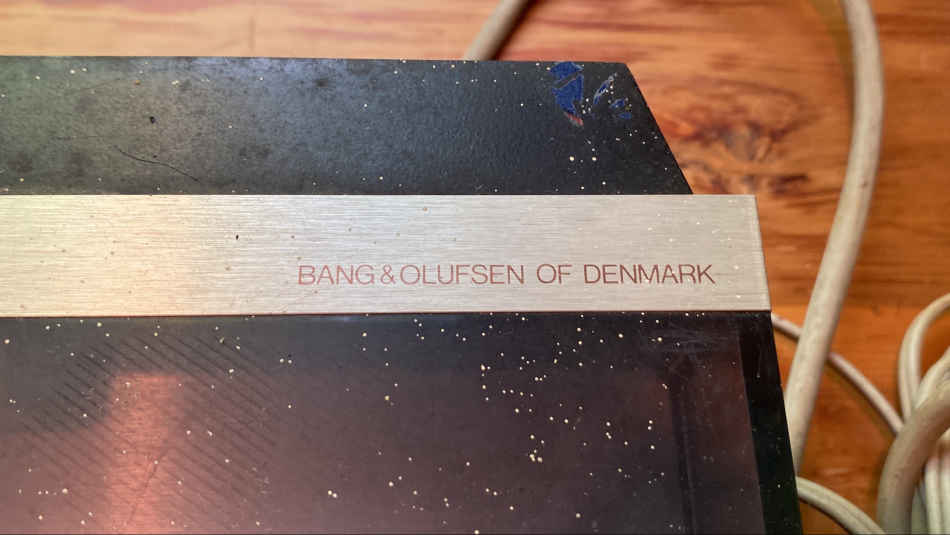 BANG & OLUFSEN OF DENMARK